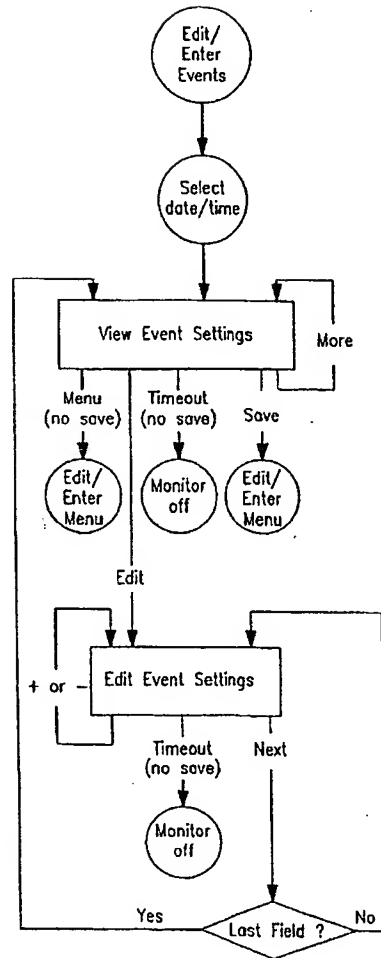 Edit/
Enter
Events
Select
date/time
View Event Settings
More
Menu
(no save)
Timeout
(no save)
Save
Edit/
Enter
Menu
Monitor
off
Edit/
Enter
Menu
Edit
+ or -
Edit Event Settings
Timeout
(no save)
Next
Monitor
off
Yes
Last Field ?
No